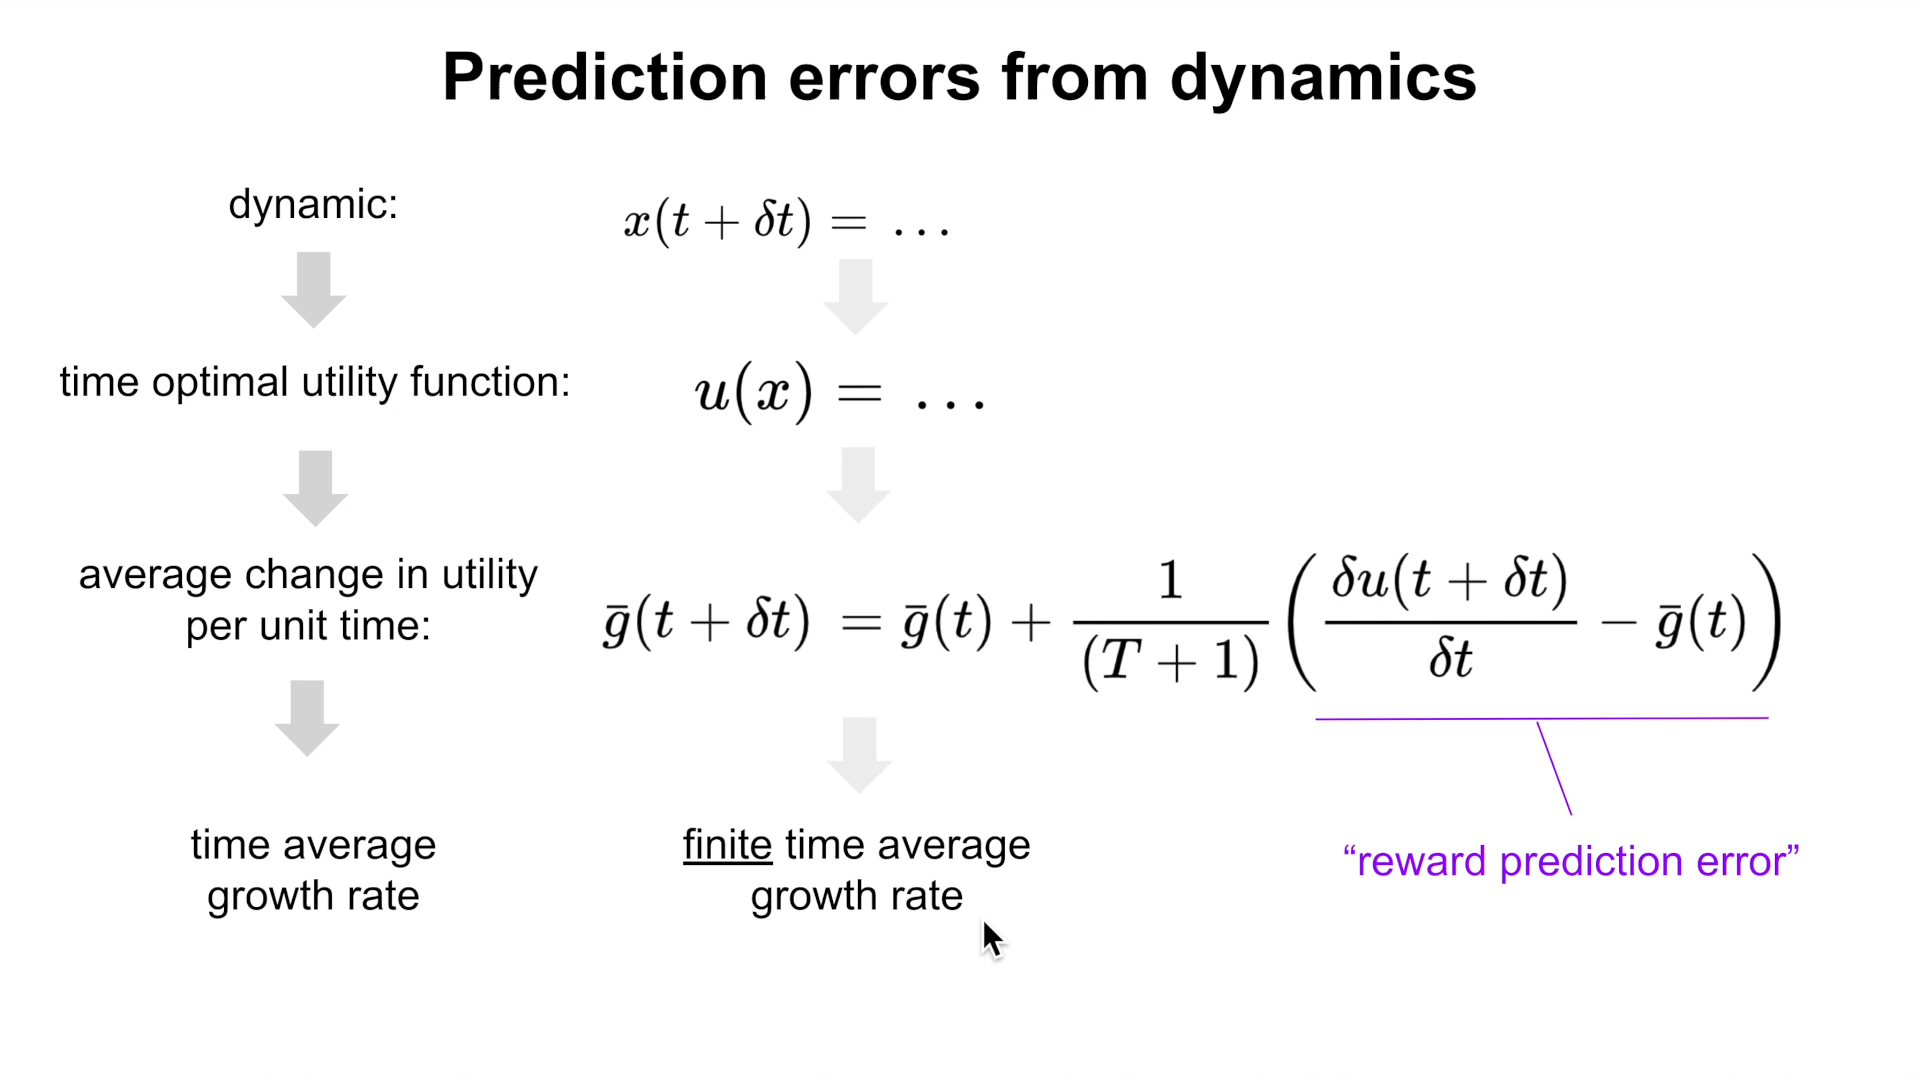 Prediction errors from dynamics
dynamic:
x(t + δt) = ...
time optimal utility function:
u(x) = ...
average change in utility
per unit time:
ḡ(t + δt) = ḡ(t) + 1/(T + 1) (δu(t + δt)/δt − ḡ(t))
time average
growth rate
finite time average
growth rate
“reward prediction error”